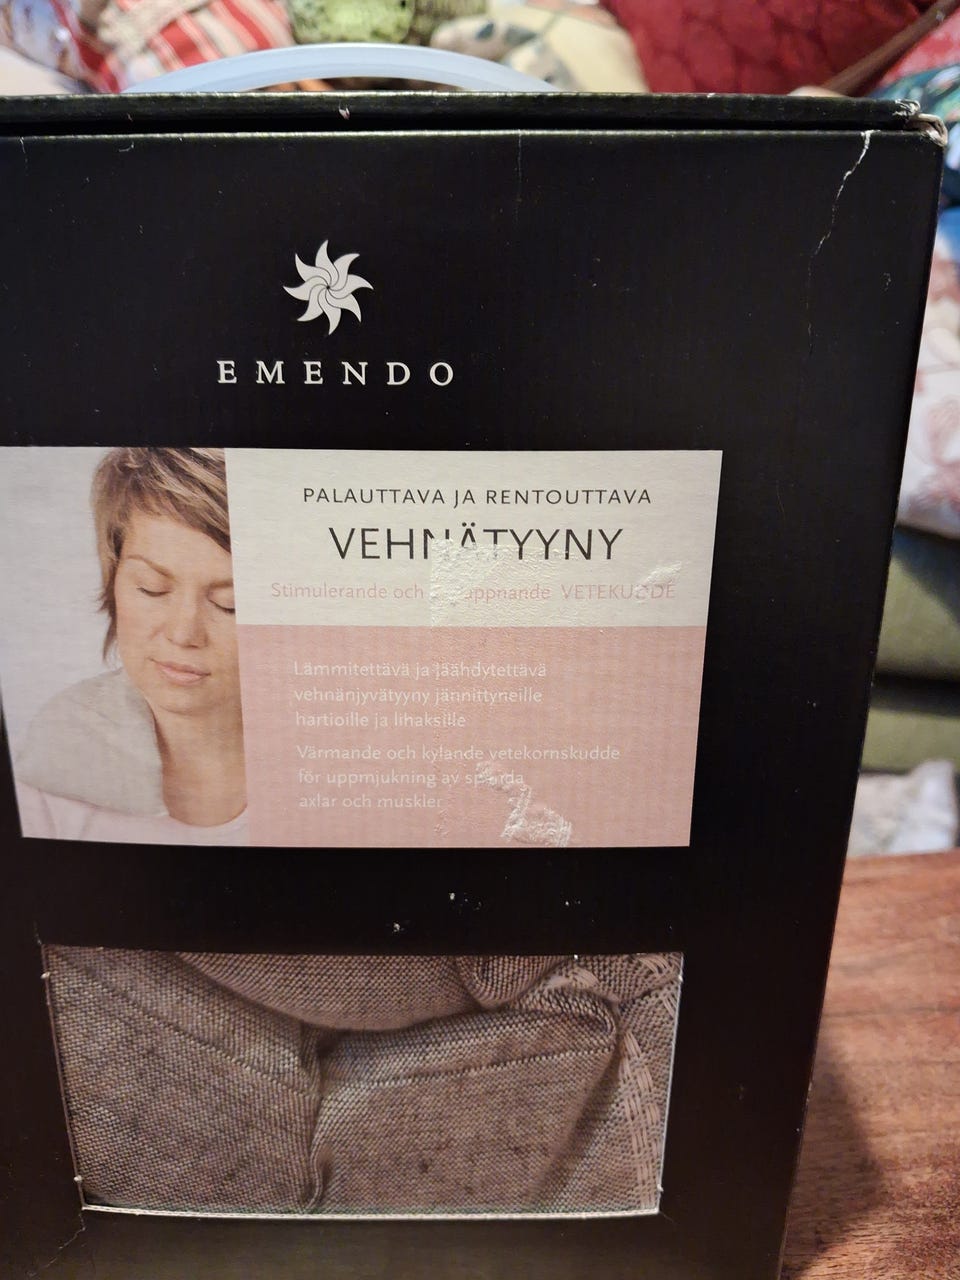 EMENDO
PALAUTTAVA JA RENTOUTTAVA
VEHNÄTYYNY
Stimulerande och VETEKUDDE
Lämmitettävä ja jäähdytettävä
vehnänjyvätyyny jännittyneille
hartioille ja lihaksille
Värmande och kylande vetekornskudde
för uppmjukning av
axlar och muskler